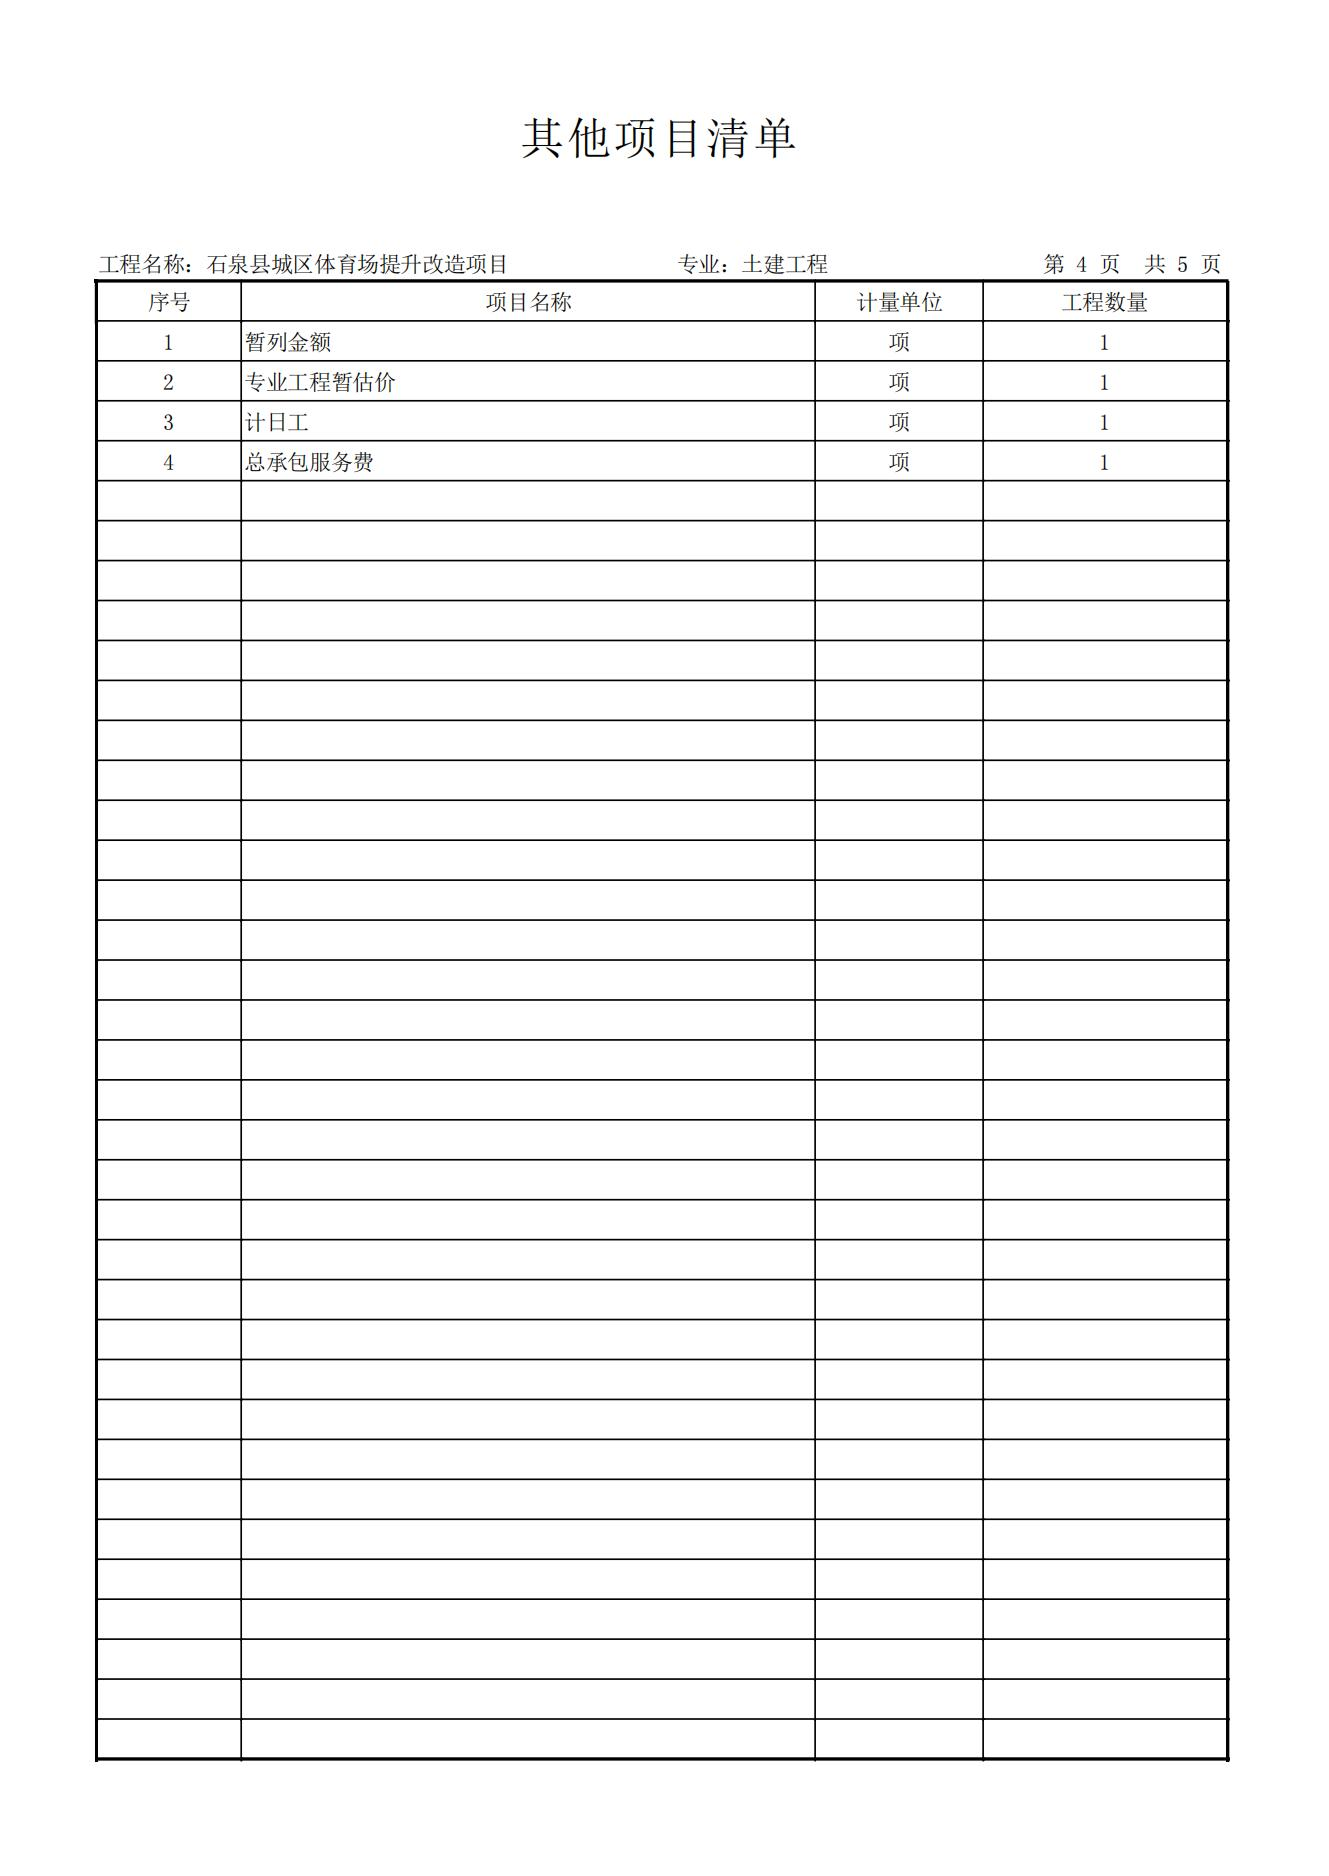 其他项目清单
工程名称：石泉县城区体育场提升改造项目 专业：土建工程 第 4 页 共 5 页
序号 项目名称 计量单位 工程数量
1 暂列金额 项 1
2 专业工程暂估价 项 1
3 计日工 项 1
4 总承包服务费 项 1